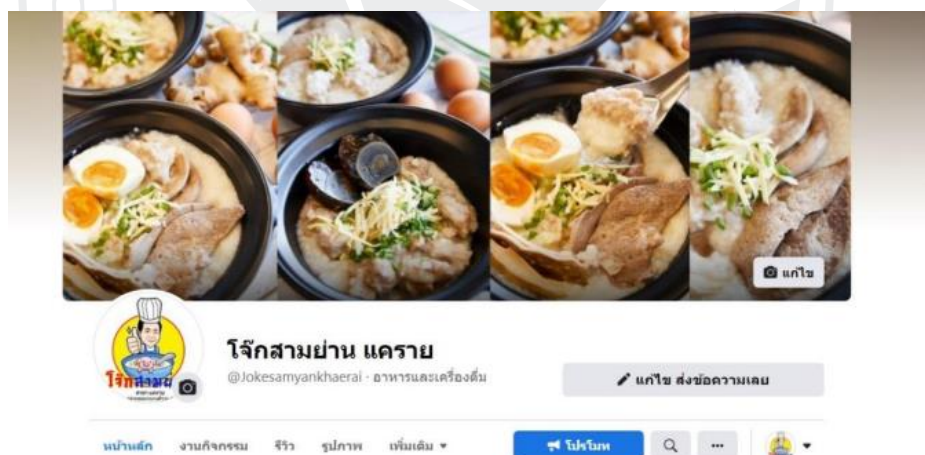 แก้ไข
โจ๊กสามย่าน แคราย
@Jokesamyankhaerai · อาหารและเครื่องดื่ม
แก้ไข ส่งข้อความเลย
โจ๊กสามย
หน้าหลัก
งานกิจกรรม
รีวิว
รูปภาพ
เพิ่มเติม
โปรโมท